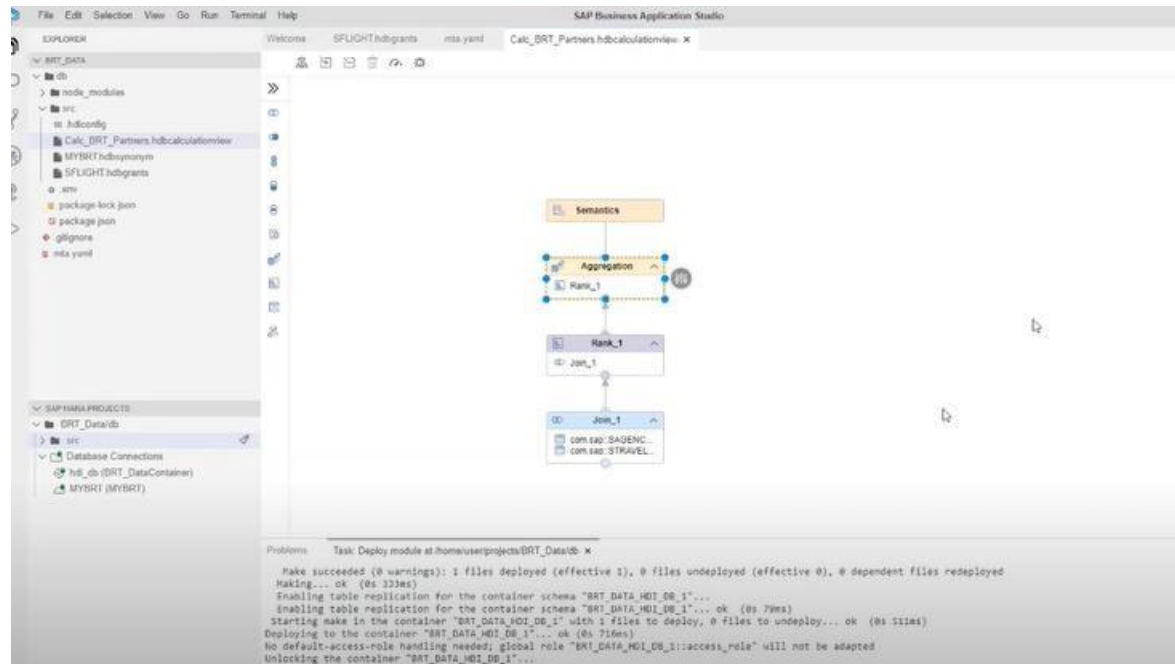 File Edit Selection View Go Run Terminal Help
SAP Business Application Studio
EXPLORER
Welcome SFLIGHT.hdbgrants mta.yaml Calc_BRT_Partners.hdbcalculationview ×
BRT_DATA
db
node_modules
src
.hdiconfig
Calc_BRT_Partners.hdbcalculationview
MYBRT.hdbsynonym
SFLIGHT.hdbgrants
.env
package-lock.json
package.json
.gitignore
mta.yaml
Semantics
Aggregation
Rank_1
Rank_1
Join_1
Join_1
com.sap::SAGENC...
com.sap::STRAVEL...
SAP HANA PROJECTS
BRT_Data/db
src
Database Connections
hdi_db (BRT_DataContainer)
MYBRT (MYBRT)
Problems Task: Deploy module at /home/user/projects/BRT_Data/db ×
Make succeeded (0 warnings): 1 files deployed (effective 1), 0 files undeployed (effective 0), 0 dependent files redeployed
Making... ok (0s 333ms)
Enabling table replication for the container schema "BRT_DATA_HDI_DB_1"...
Enabling table replication for the container schema "BRT_DATA_HDI_DB_1"... ok (0s 79ms)
Starting make in the container "BRT_DATA_HDI_DB_1" with 1 files to deploy, 0 files to undeploy... ok (0s 511ms)
Deploying to the container "BRT_DATA_HDI_DB_1"... ok (0s 716ms)
No default-access-role handling needed; global role "BRT_DATA_HDI_DB_1::access_role" will not be adapted
Unlocking the container "BRT_DATA_HDI_DB_1"...